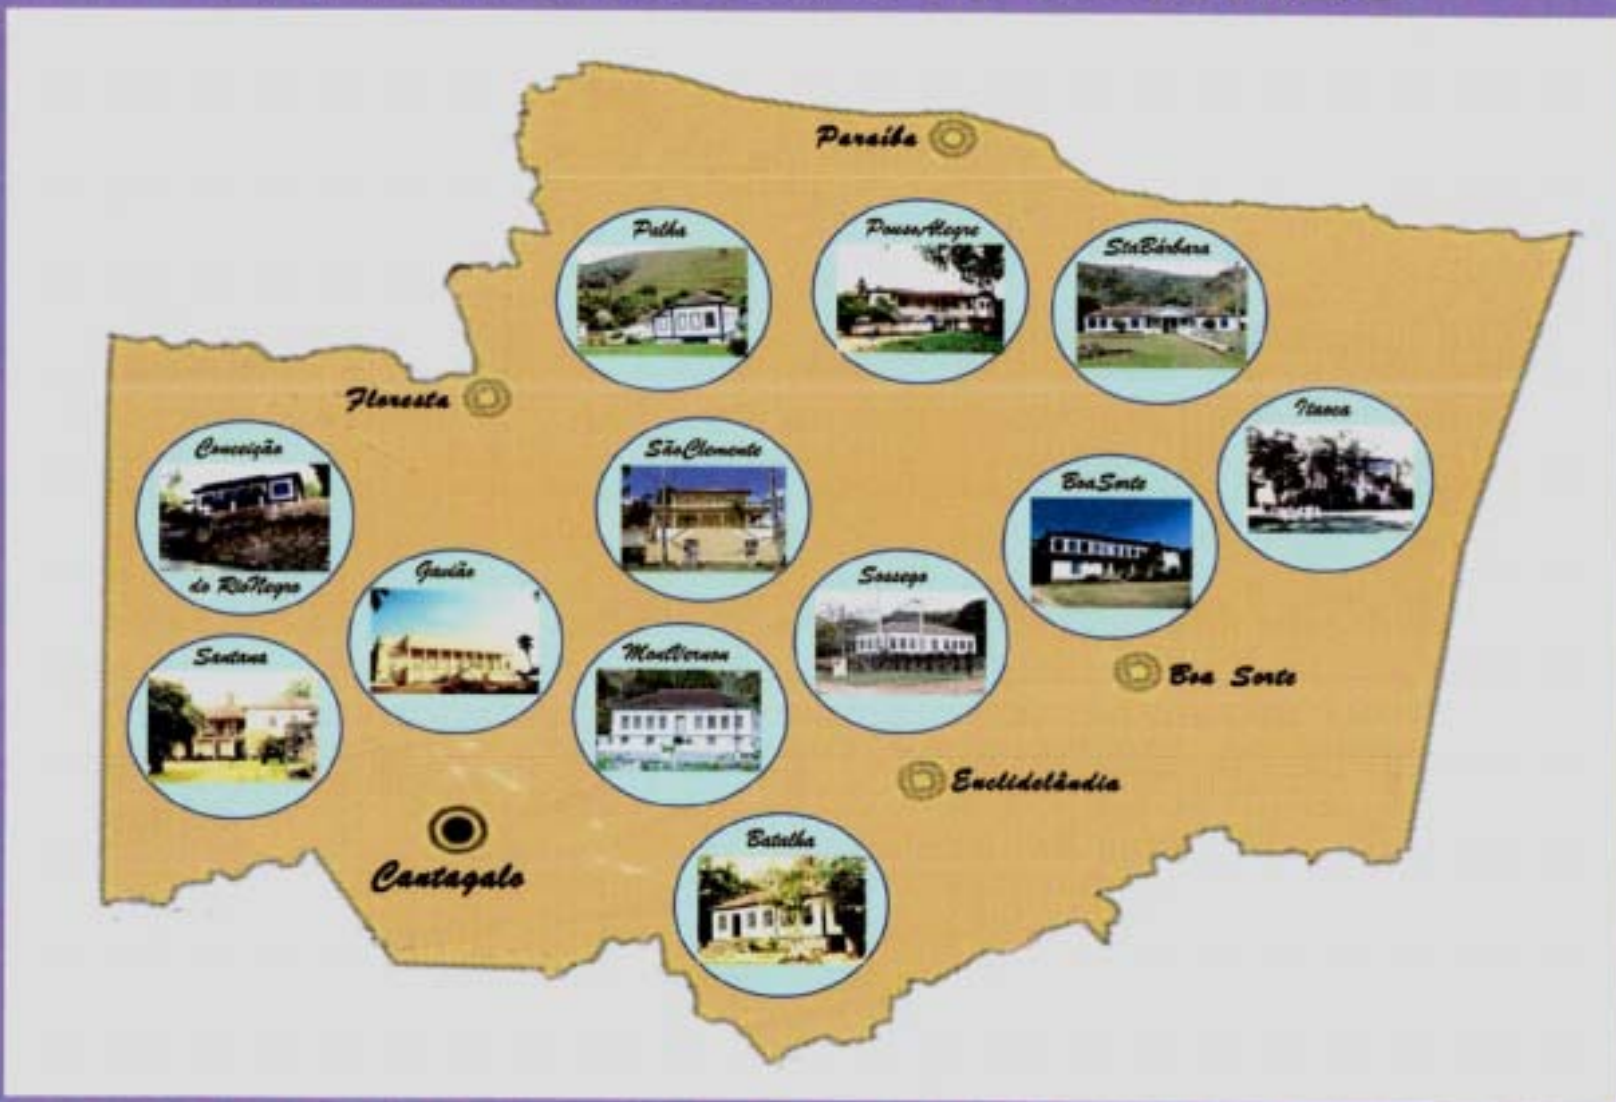 Paraíba
Palha
PousoAlegre
StaBárbara
Floresta
Itaoca
Conceição
do RioNegro
SãoClemente
BoaSorte
Gavião
Sossego
Santana
MontVernon
Boa Sorte
Euclidelândia
Batalha
Cantagalo